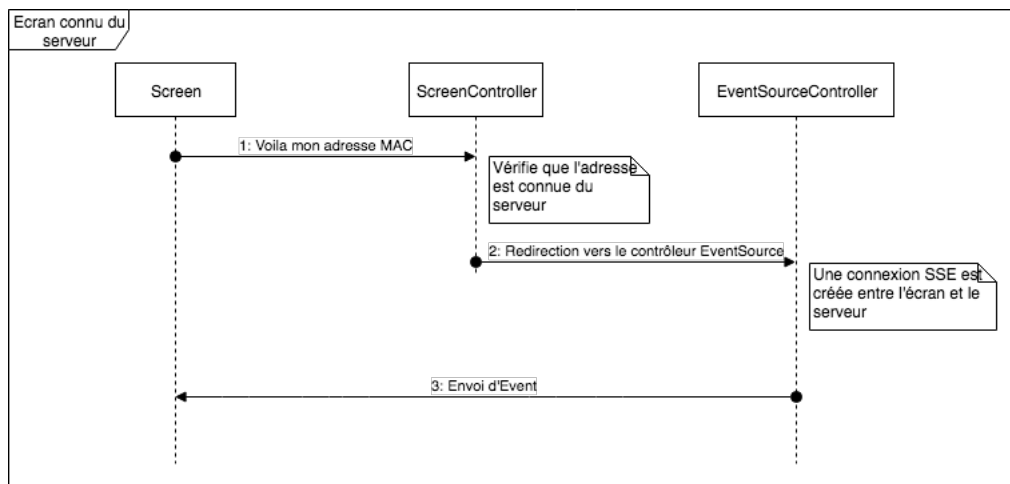 Ecran connu du
serveur
Screen
ScreenController
EventSourceController
1: Voila mon adresse MAC
Vérifie que l'adresse
est connue du
serveur
2: Redirection vers le contrôleur EventSource
Une connexion SSE est
créée entre l'écran et le
serveur
3: Envoi d'Event